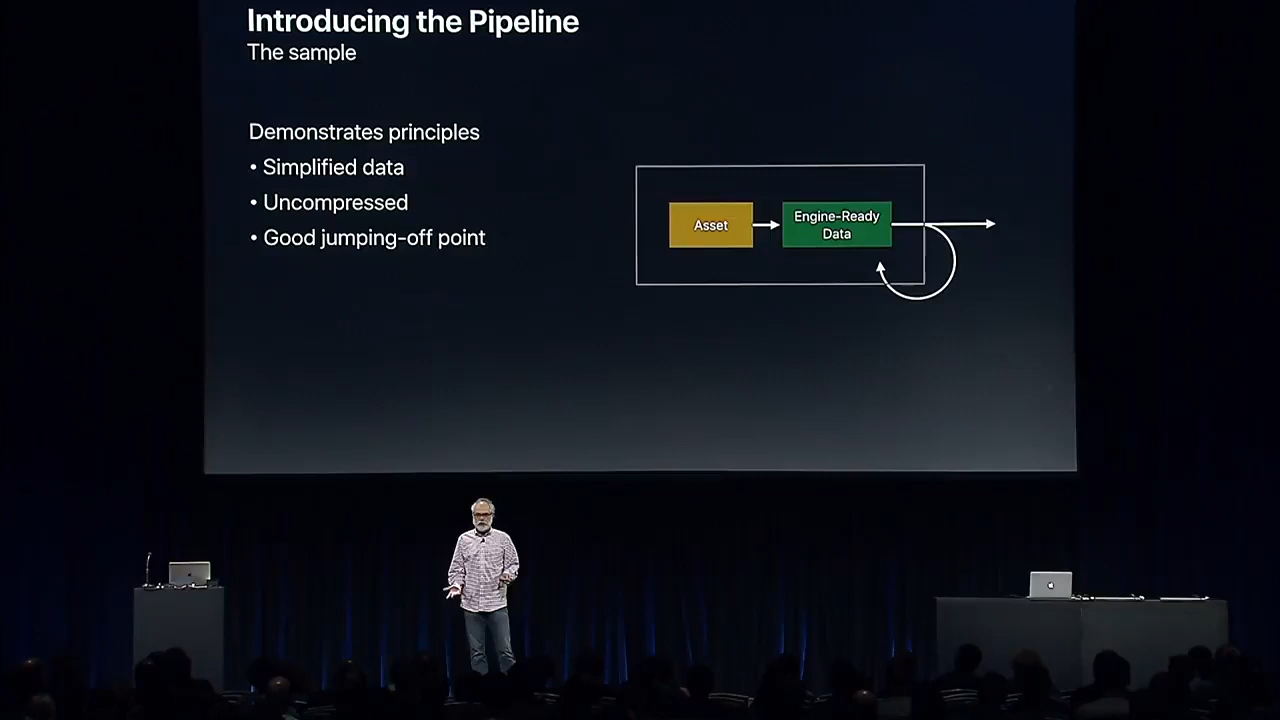 Introducing the Pipeline
The sample
Demonstrates principles
• Simplified data
• Uncompressed
• Good jumping-off point
Asset
Engine-Ready
Data